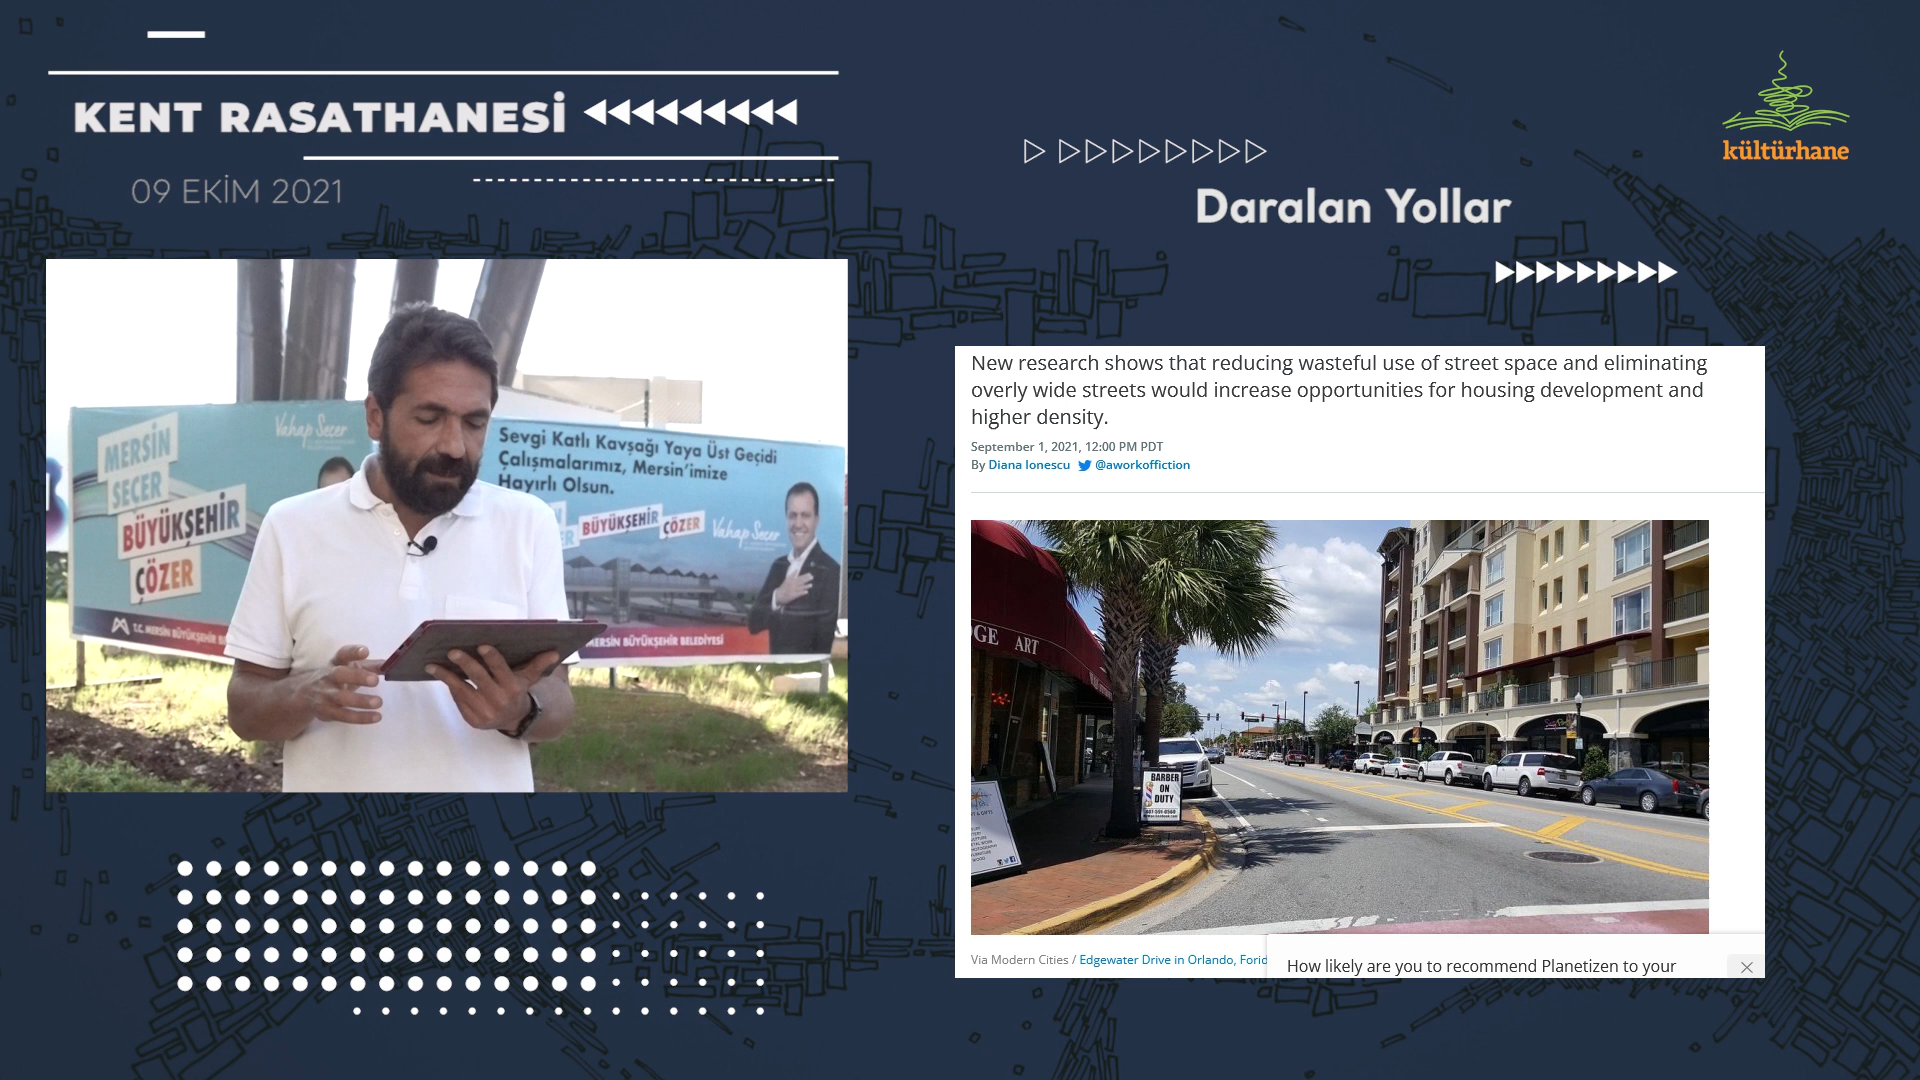 KENT RASATHANESİ
09 EKİM 2021
kültürhane
Daralan Yollar
MERSİN
SEÇER
BÜYÜKŞEHİR
ÇÖZER
Vahap Seçer
T.C. MERSİN BÜYÜKŞEHİR
Sevgi Katlı Kavşağı Yaya Üst Geçidi
Çalışmalarımız, Mersin'imize
Hayırlı Olsun.
BÜYÜKŞEHİR ÇÖZER
Vahap Seçer
MERSİN BÜYÜKŞEHİR BELEDİYESİ
New research shows that reducing wasteful use of street space and eliminating
overly wide streets would increase opportunities for housing development and
higher density.
September 1, 2021, 12:00 PM PDT
By Diana Ionescu @aworkoffiction
GE ART
BARBER
ON
DUTY
Via Modern Cities / Edgewater Drive in Orlando, Forid
How likely are you to recommend Planetizen to your